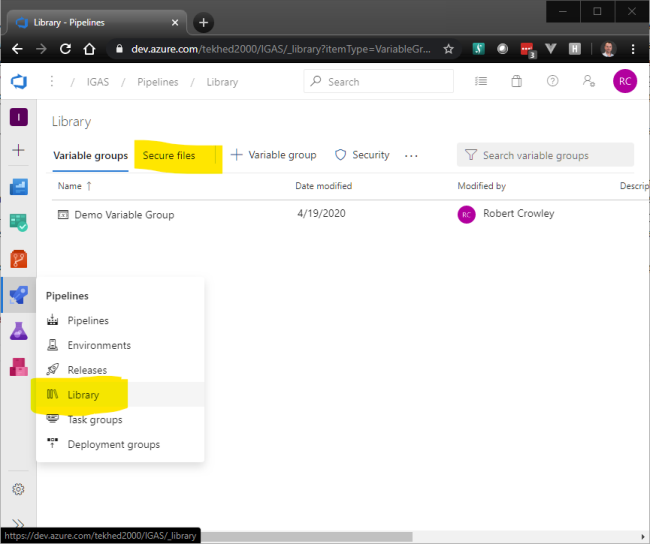 Library - Pipelines
dev.azure.com/tekhed2000/IGAS/_library?itemType=VariableGr...
3
/ IGAS / Pipelines / Library
Search
RC
I
Library
Variable groups
Secure files
Variable group
Security
Search variable groups
Name ↑
Date modified
Modified by
Descrip
Demo Variable Group
4/19/2020
RC
Robert Crowley
Pipelines
Pipelines
Environments
Releases
Library
Task groups
Deployment groups
https://dev.azure.com/tekhed2000/IGAS/_library